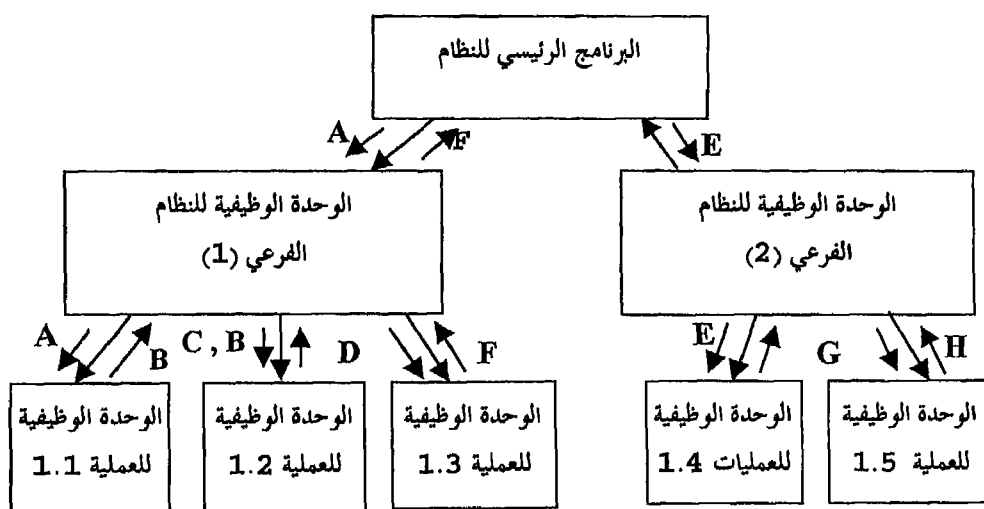 البرنامج الرئيسي للنظام
A
F
E
الوحدة الوظيفية للنظام
الفرعي (1)
الوحدة الوظيفية للنظام
الفرعي (2)
A
B
C , B
D
F
E
G
H
الوحدة الوظيفية
للعملية 1.1
الوحدة الوظيفية
للعملية 1.2
الوحدة الوظيفية
للعملية 1.3
الوحدة الوظيفية
للعمليات 1.4
الوحدة الوظيفية
للعملية 1.5